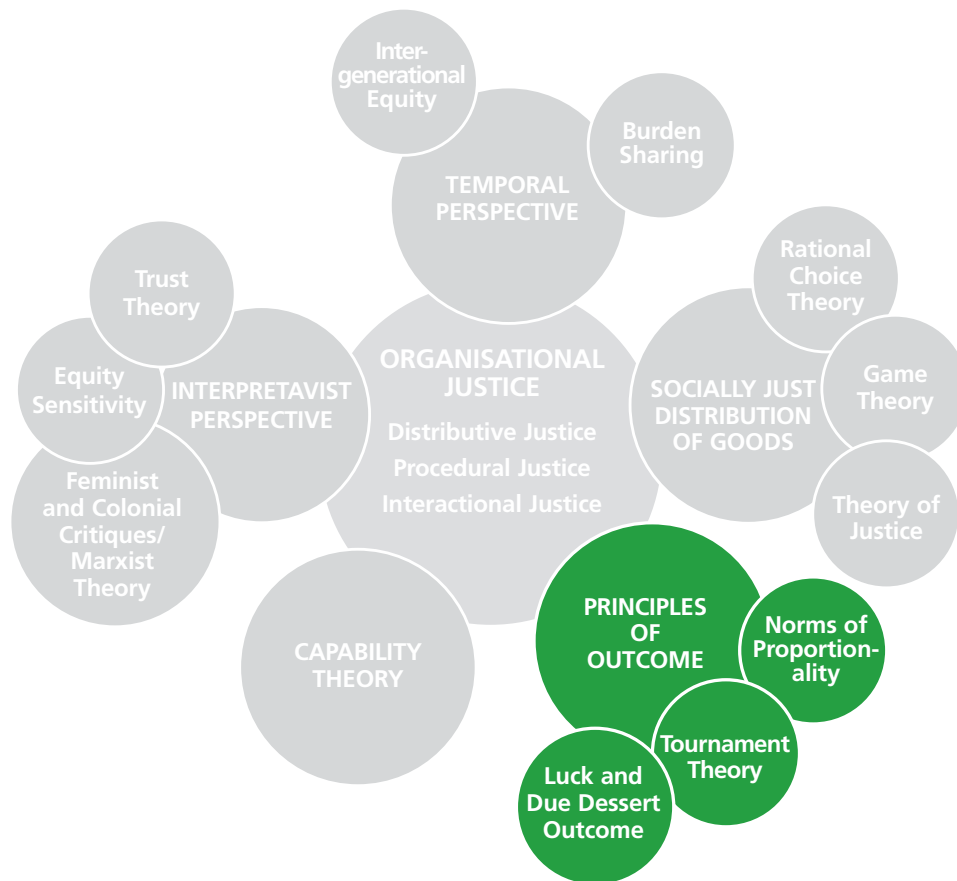 Inter-
generational
Equity
Burden
Sharing
TEMPORAL
PERSPECTIVE
Rational
Choice
Theory
Trust
Theory
ORGANISATIONAL
JUSTICE
Distributive Justice
Procedural Justice
Interactional Justice
Equity
Sensitivity
INTERPRETAVIST
PERSPECTIVE
SOCIALLY JUST
DISTRIBUTION
OF GOODS
Game
Theory
Feminist
and Colonial
Critiques/
Marxist
Theory
Theory of
Justice
CAPABILITY
THEORY
PRINCIPLES
OF
OUTCOME
Norms of
Proportion-
ality
Tournament
Theory
Luck and
Due Dessert
Outcome